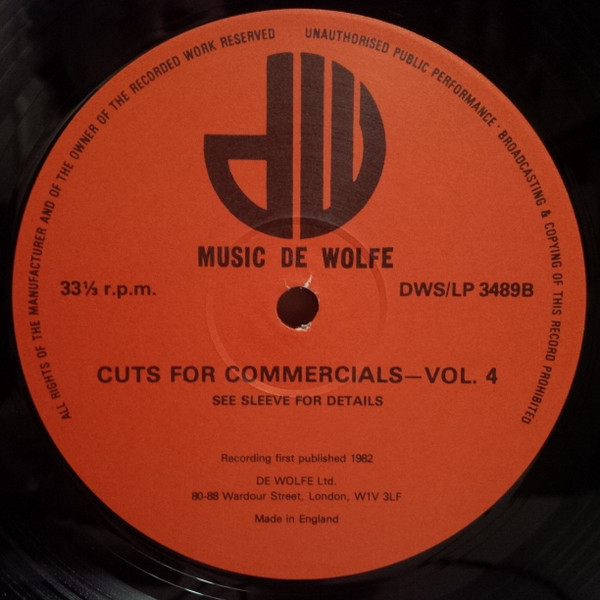 ALL RIGHTS OF THE MANUFACTURER AND OF THE OWNER OF THE RECORDED WORK RESERVED
UNAUTHORISED PUBLIC PERFORMANCE · BROADCASTING & COPYING OF THIS RECORD PROHIBITED
dW
MUSIC DE WOLFE
33⅓ r.p.m.
DWS/LP 3489B
CUTS FOR COMMERCIALS—VOL. 4
SEE SLEEVE FOR DETAILS
Recording first published 1982
DE WOLFE Ltd.
80-88 Wardour Street, London, W1V 3LF
Made in England